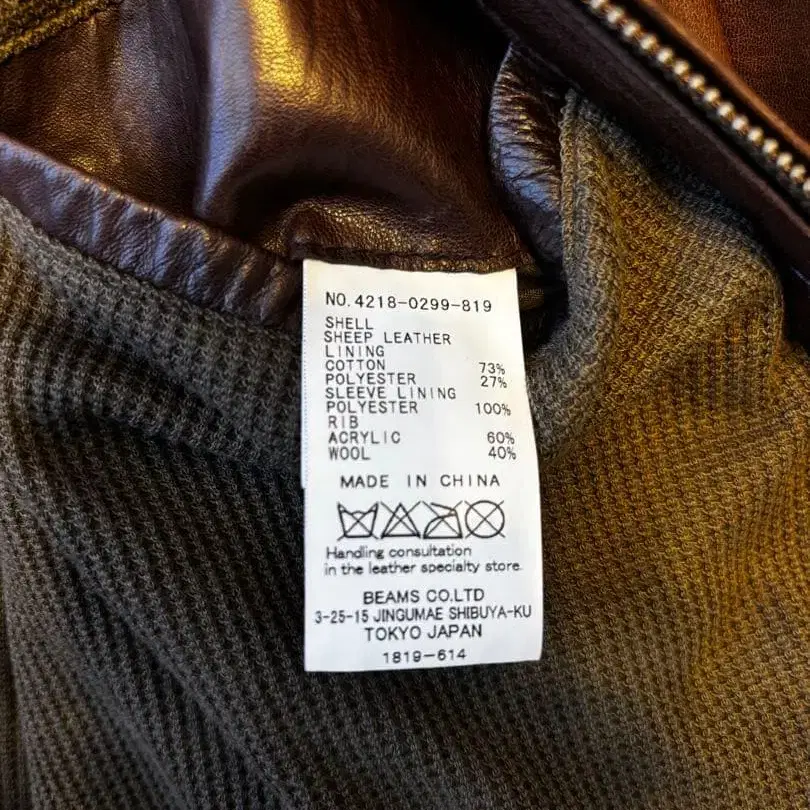 NO. 4218-0299-819
SHELL
SHEEP LEATHER
LINING
COTTON 73%
POLYESTER 27%
SLEEVE LINING
POLYESTER 100%
RIB
ACRYLIC 60%
WOOL 40%
MADE IN CHINA
Handling consultation
in the leather specialty store.
BEAMS CO.LTD
3-25-15 JINGUMAE SHIBUYA-KU
TOKYO JAPAN
1819-614